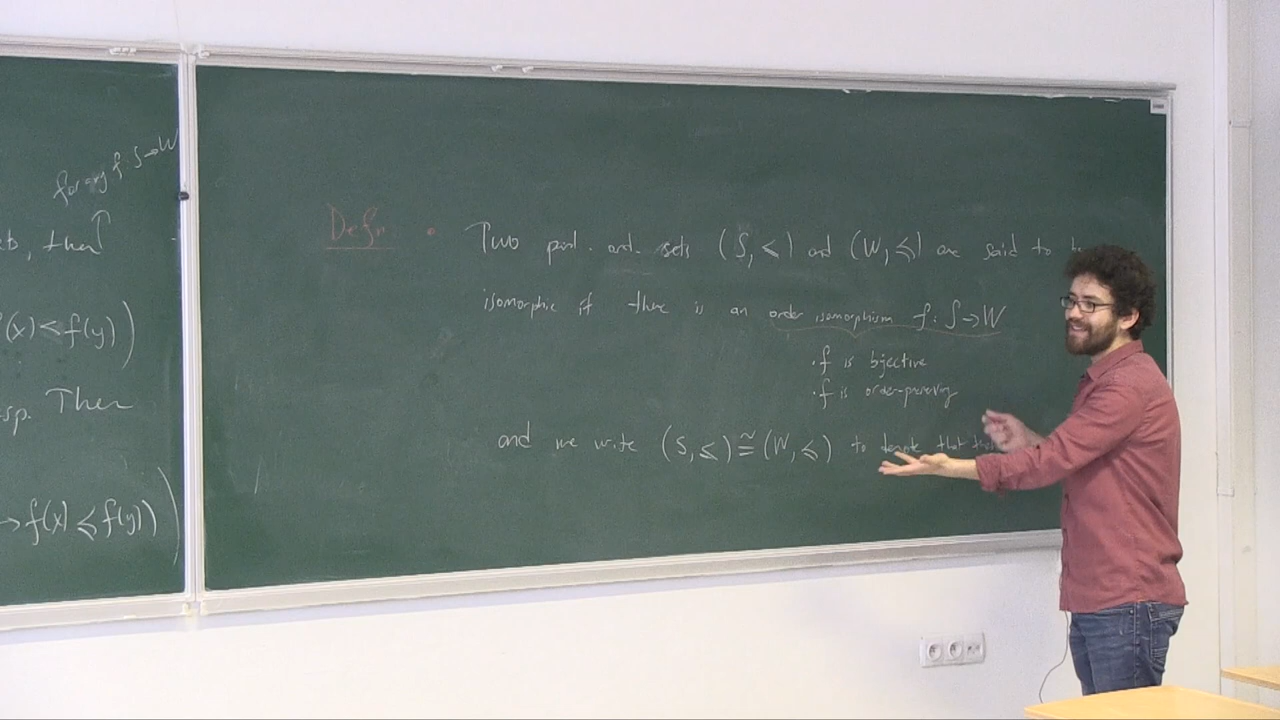 for any f: S→W
, then
f(x) ≤ f(y))
sp. Then
→ f(x) ≤ f(y))
Defn • Two part. ord. sets (S, ≤) and (W, ≤) are said to be
isomorphic if there is an order isomorphism f: S→W
• f is bijective
• f is order-preserving
and we write (S, ≤) ≅ (W, ≤) to denote that